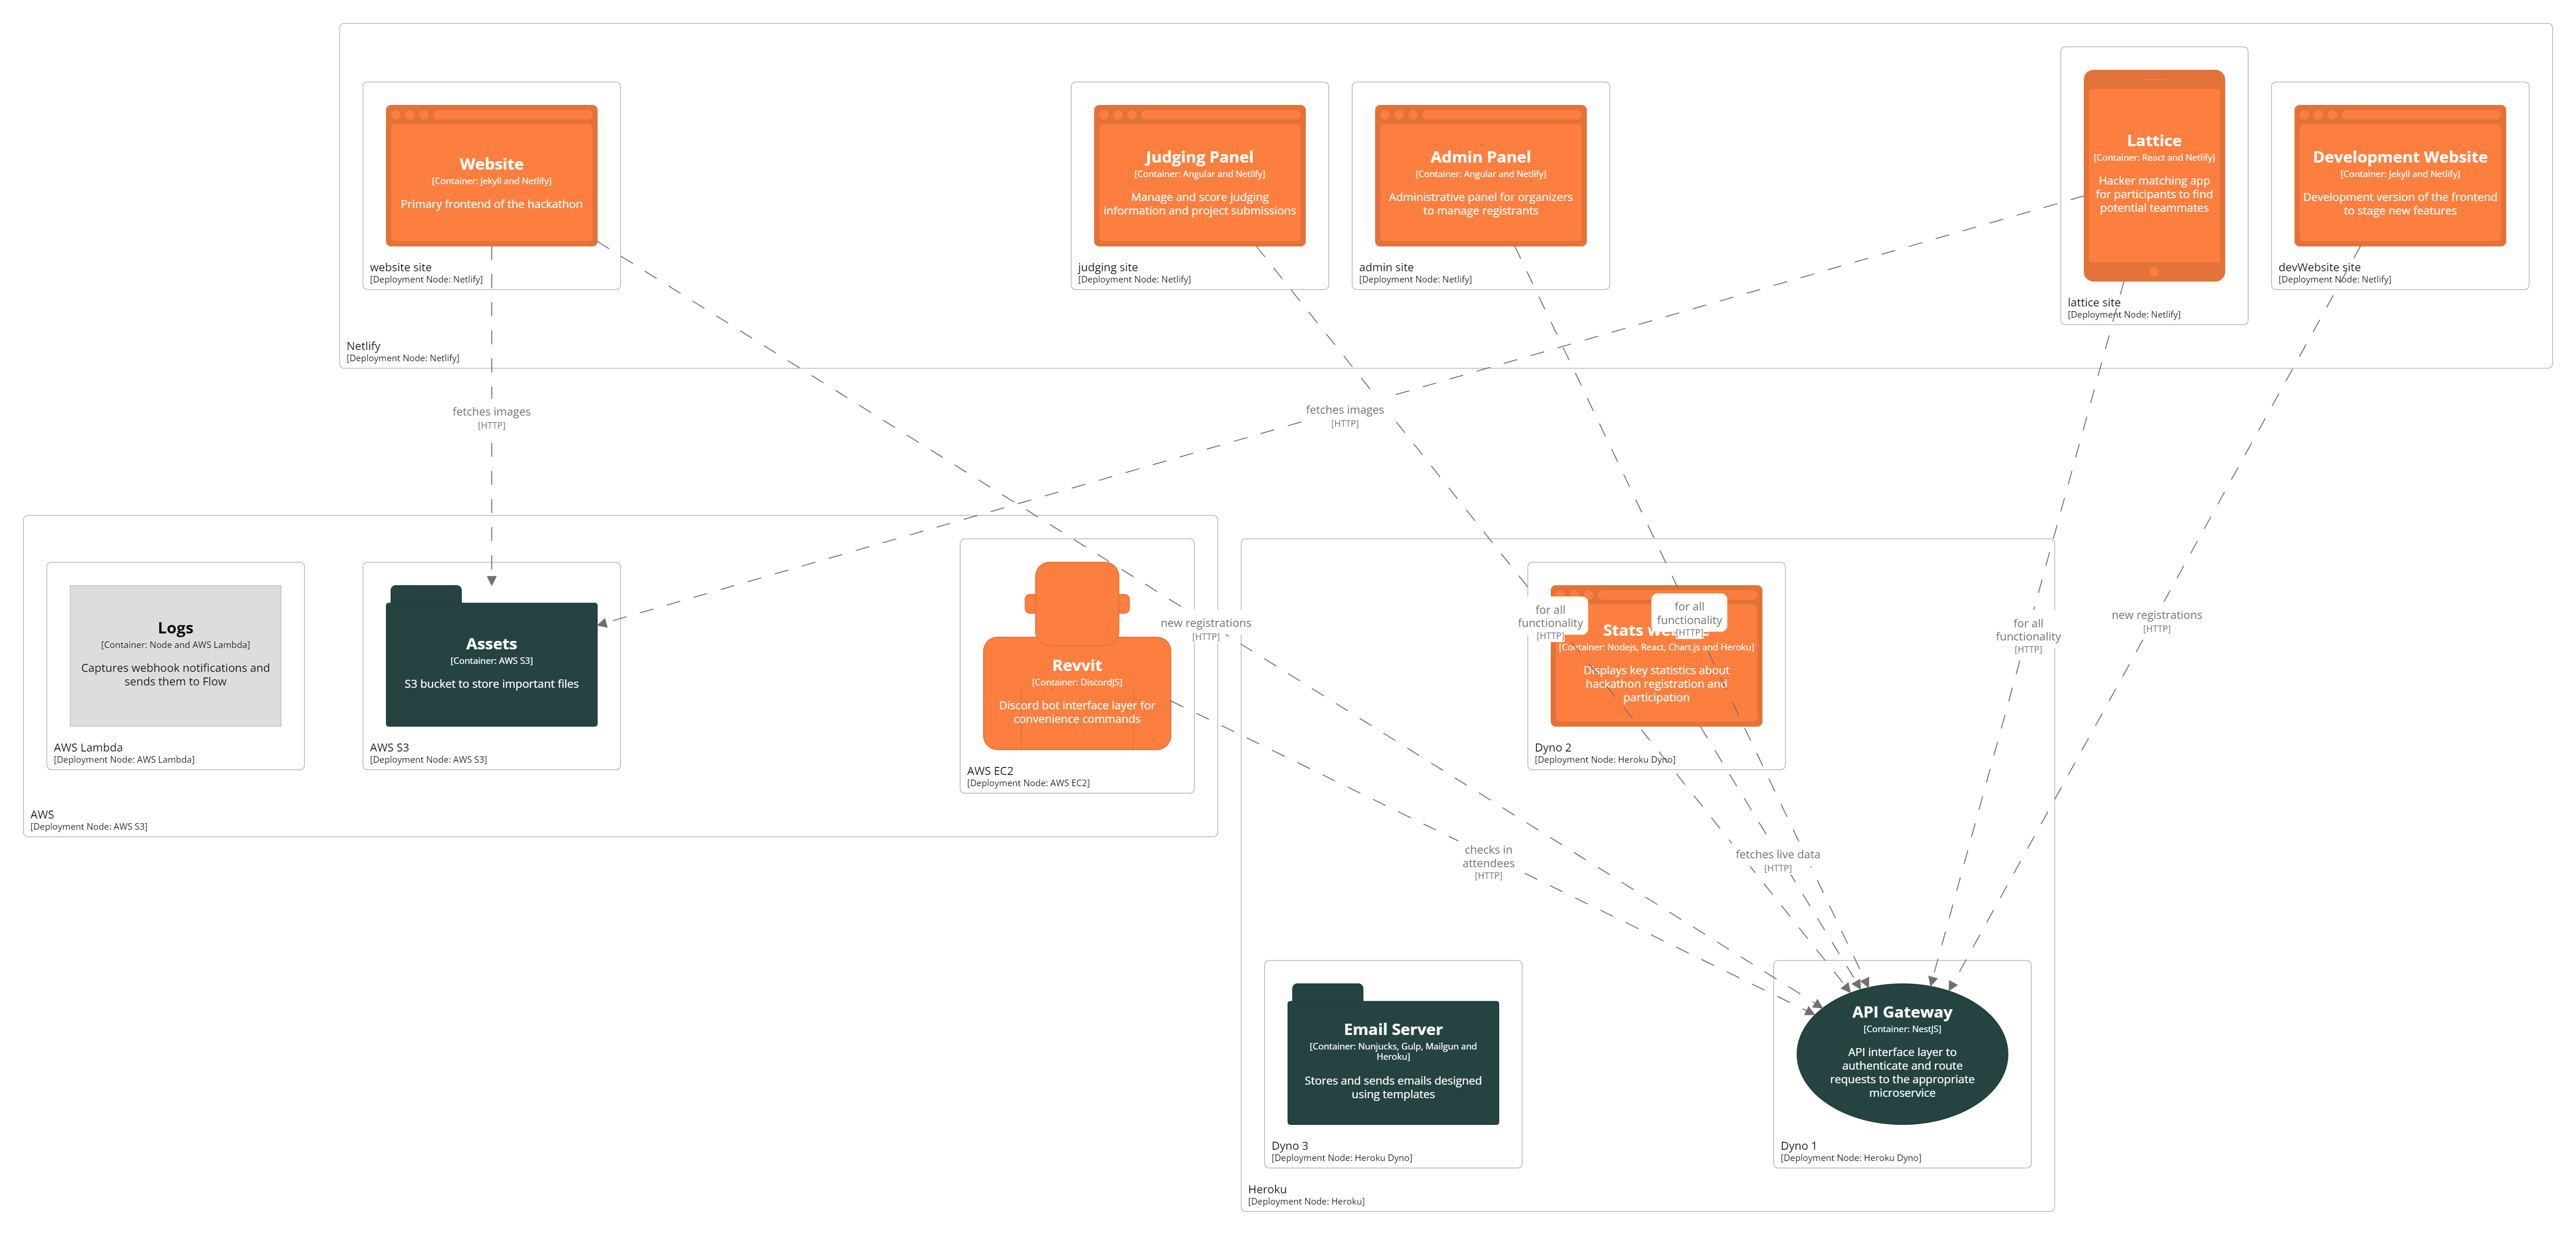 Website
[Container: Jekyll and Netlify]
Primary frontend of the hackathon
website site
[Deployment Node: Netlify]
Judging Panel
[Container: Angular and Netlify]
Manage and score judging
information and project submissions
judging site
[Deployment Node: Netlify]
Admin Panel
[Container: Angular and Netlify]
Administrative panel for organizers
to manage registrants
admin site
[Deployment Node: Netlify]
Lattice
[Container: React and Netlify]
Hacker matching app
for participants to find
potential teammates
lattice site
[Deployment Node: Netlify]
Development Website
[Container: Jekyll and Netlify]
Development version of the frontend
to stage new features
devWebsite site
[Deployment Node: Netlify]
Netlify
[Deployment Node: Netlify]
fetches images
[HTTP]
fetches images
[HTTP]
Logs
[Container: Node and AWS Lambda]
Captures webhook notifications and
sends them to Flow
AWS Lambda
[Deployment Node: AWS Lambda]
Assets
[Container: AWS S3]
S3 bucket to store important files
AWS S3
[Deployment Node: AWS S3]
Revvit
[Container: DiscordJS]
Discord bot interface layer for
convenience commands
AWS EC2
[Deployment Node: AWS EC2]
AWS
[Deployment Node: AWS S3]
new registrations
[HTTP]
for all
functionality
[HTTP]
for all
functionality
[HTTP]
Stats
[Container: Nodejs, React, Chart.js and Heroku]
Displays key statistics about
hackathon registration and
participation
Dyno 2
[Deployment Node: Heroku Dyno]
for all
functionality
[HTTP]
new registrations
[HTTP]
checks in
attendees
[HTTP]
fetches live data
[HTTP]
Email Server
[Container: Nunjucks, Gulp, Mailgun and
Heroku]
Stores and sends emails designed
using templates
Dyno 3
[Deployment Node: Heroku Dyno]
API Gateway
[Container: NestJS]
API interface layer to
authenticate and route
requests to the appropriate
microservice
Dyno 1
[Deployment Node: Heroku Dyno]
Heroku
[Deployment Node: Heroku]